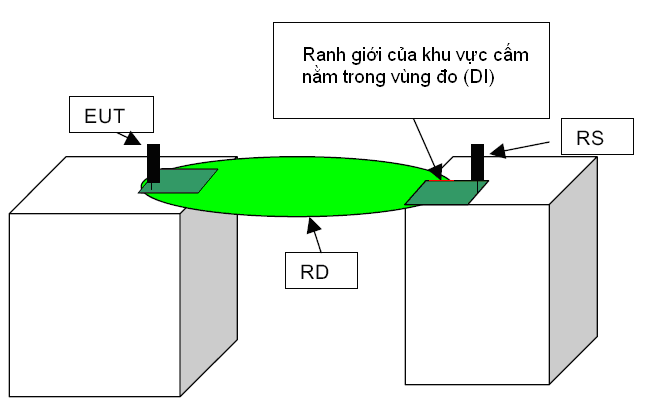 Ranh giới của khu vực cấm
nằm trong vùng đo (DI)
EUT
RS
RD